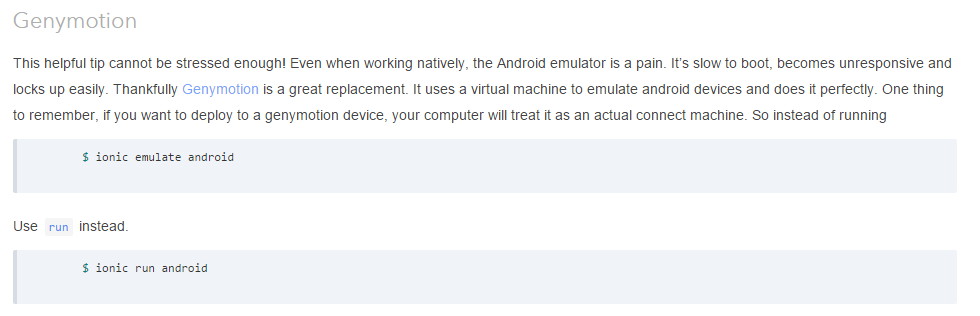 Genymotion
This helpful tip cannot be stressed enough! Even when working natively, the Android emulator is a pain. It's slow to boot, becomes unresponsive and
locks up easily. Thankfully Genymotion is a great replacement. It uses a virtual machine to emulate android devices and does it perfectly. One thing
to remember, if you want to deploy to a genymotion device, your computer will treat it as an actual connect machine. So instead of running
$ ionic emulate android
Use run instead.
$ ionic run android